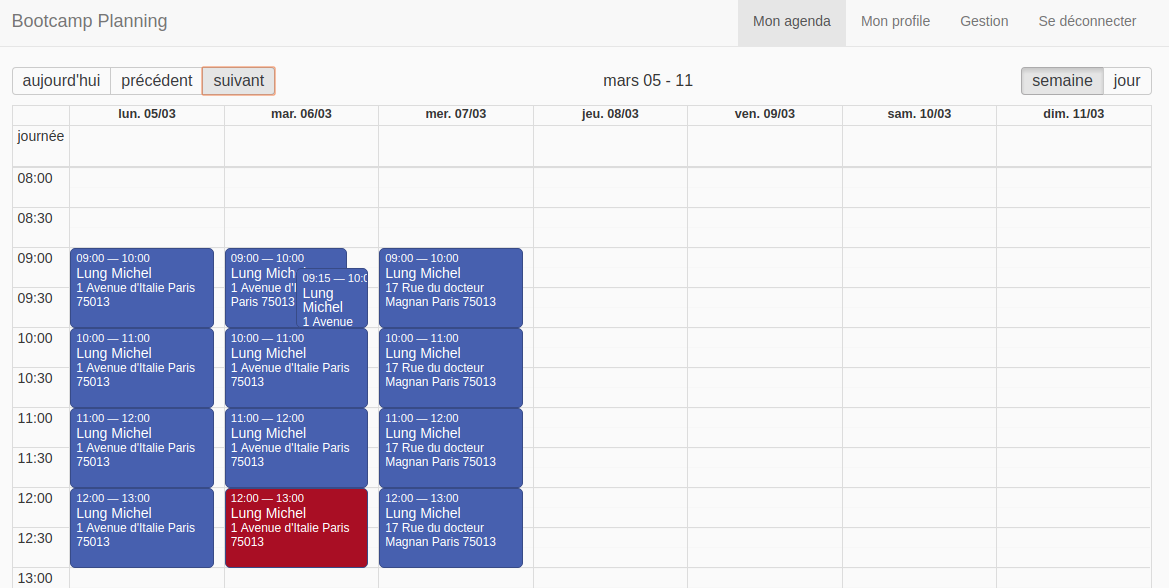 Bootcamp Planning
Mon agenda Mon profile Gestion Se déconnecter
aujourd'hui précédent suivant
mars 05 - 11
semaine jour
lun. 05/03 mar. 06/03 mer. 07/03 jeu. 08/03 ven. 09/03 sam. 10/03 dim. 11/03
journée
08:00
08:30
09:00
09:30
10:00
10:30
11:00
11:30
12:00
12:30
13:00
09:00 — 10:00
Lung Michel
1 Avenue d'Italie Paris
75013
10:00 — 11:00
Lung Michel
1 Avenue d'Italie Paris
75013
11:00 — 12:00
Lung Michel
1 Avenue d'Italie Paris
75013
12:00 — 13:00
Lung Michel
1 Avenue d'Italie Paris
75013
09:00 — 10:00
Lung Mich
1 Avenue d'I
Paris 75013
09:15 — 10:0
Lung
Michel
1 Avenue
10:00 — 11:00
Lung Michel
1 Avenue d'Italie Paris
75013
11:00 — 12:00
Lung Michel
1 Avenue d'Italie Paris
75013
12:00 — 13:00
Lung Michel
1 Avenue d'Italie Paris
75013
09:00 — 10:00
Lung Michel
17 Rue du docteur
Magnan Paris 75013
10:00 — 11:00
Lung Michel
17 Rue du docteur
Magnan Paris 75013
11:00 — 12:00
Lung Michel
17 Rue du docteur
Magnan Paris 75013
12:00 — 13:00
Lung Michel
17 Rue du docteur
Magnan Paris 75013